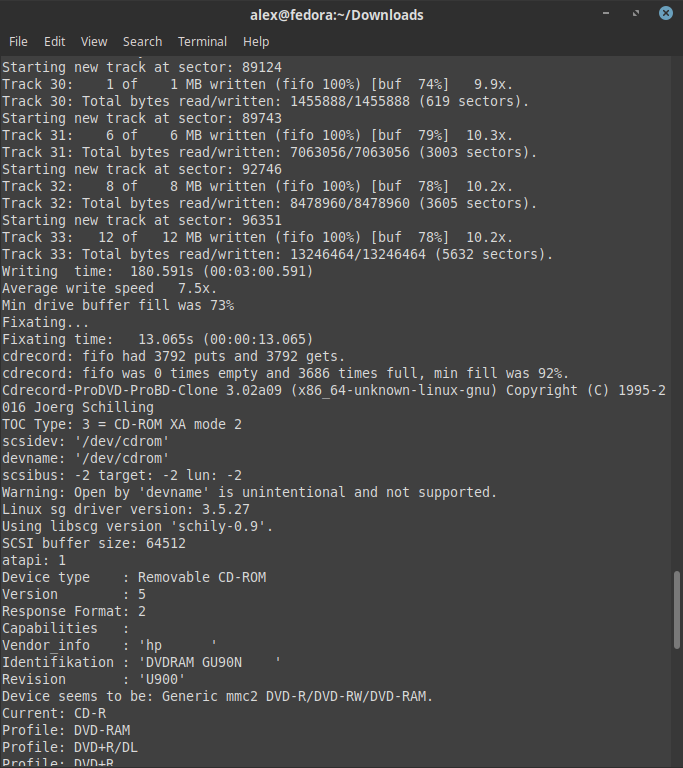 alex@fedora:~/Downloads
File Edit View Search Terminal Help
Starting new track at sector: 89124
Track 30:    1 of    1 MB written (fifo 100%) [buf  74%]   9.9x.
Track 30: Total bytes read/written: 1455888/1455888 (619 sectors).
Starting new track at sector: 89743
Track 31:    6 of    6 MB written (fifo 100%) [buf  79%]  10.3x.
Track 31: Total bytes read/written: 7063056/7063056 (3003 sectors).
Starting new track at sector: 92746
Track 32:    8 of    8 MB written (fifo 100%) [buf  78%]  10.2x.
Track 32: Total bytes read/written: 8478960/8478960 (3605 sectors).
Starting new track at sector: 96351
Track 33:   12 of   12 MB written (fifo 100%) [buf  78%]  10.2x.
Track 33: Total bytes read/written: 13246464/13246464 (5632 sectors).
Writing  time:  180.591s (00:03:00.591)
Average write speed   7.5x.
Min drive buffer fill was 73%
Fixating...
Fixating time:   13.065s (00:00:13.065)
cdrecord: fifo had 3792 puts and 3792 gets.
cdrecord: fifo was 0 times empty and 3686 times full, min fill was 92%.
Cdrecord-ProDVD-ProBD-Clone 3.02a09 (x86_64-unknown-linux-gnu) Copyright (C) 1995-2
016 Joerg Schilling
TOC Type: 3 = CD-ROM XA mode 2
scsidev: '/dev/cdrom'
devname: '/dev/cdrom'
scsibus: -2 target: -2 lun: -2
Warning: Open by 'devname' is unintentional and not supported.
Linux sg driver version: 3.5.27
Using libscg version 'schily-0.9'.
SCSI buffer size: 64512
atapi: 1
Device type    : Removable CD-ROM
Version        : 5
Response Format: 2
Capabilities   :
Vendor_info    : 'hp      '
Identifikation : 'DVDRAM GU90N    '
Revision       : 'U900'
Device seems to be: Generic mmc2 DVD-R/DVD-RW/DVD-RAM.
Current: CD-R
Profile: DVD-RAM
Profile: DVD+R/DL
Profile: DVD+R